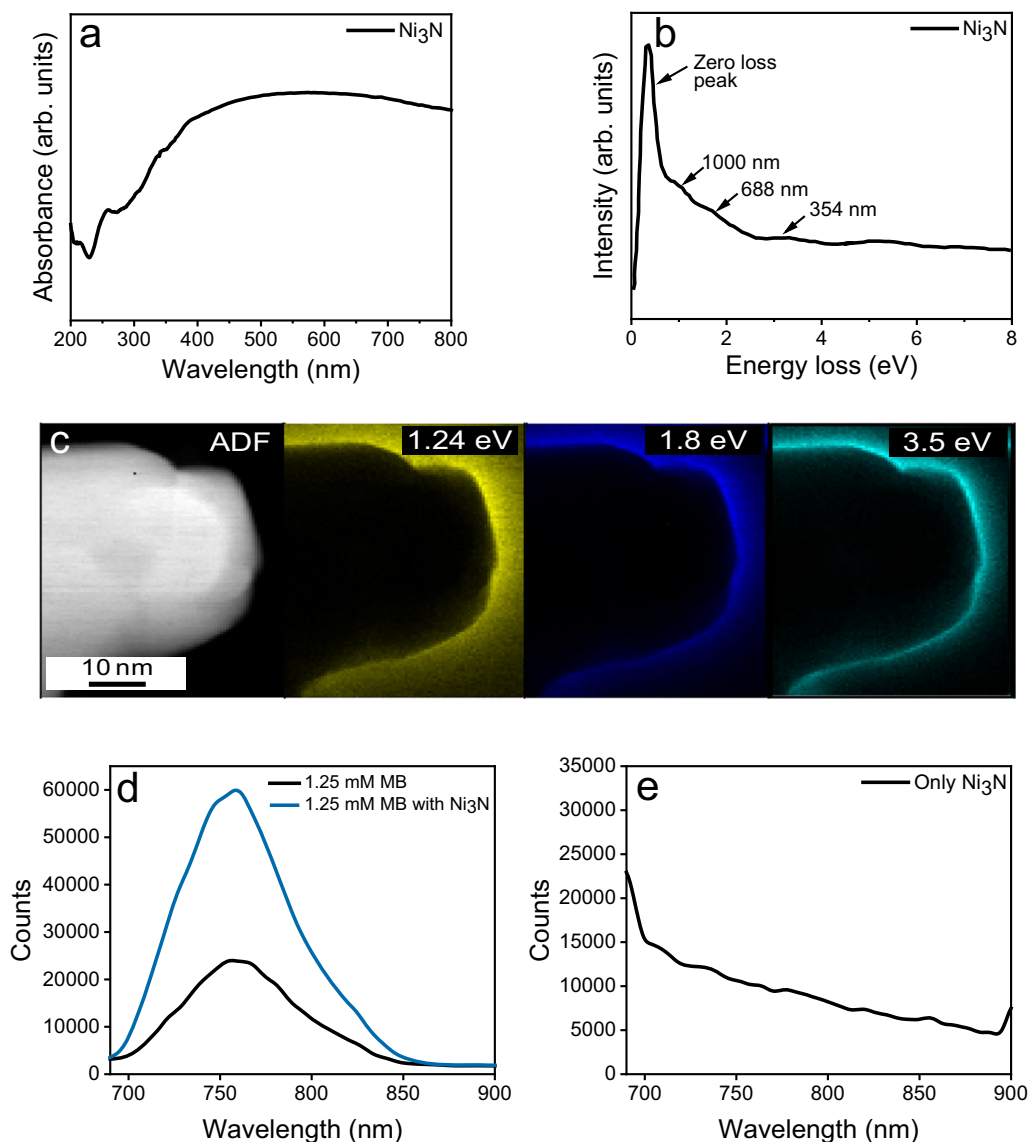 a
Ni₃N
Absorbance (arb. units)
200 300 400 500 600 700 800
Wavelength (nm)
b
Ni₃N
Zero loss
peak
1000 nm
688 nm
354 nm
Intensity (arb. units)
0 2 4 6 8
Energy loss (eV)
c
ADF
1.24 eV
1.8 eV
3.5 eV
10 nm
d
1.25 mM MB
1.25 mM MB with Ni₃N
60000
50000
40000
30000
20000
10000
0
Counts
700 750 800 850 900
Wavelength (nm)
e
Only Ni₃N
35000
30000
25000
20000
15000
10000
5000
0
Counts
700 750 800 850 900
Wavelength (nm)